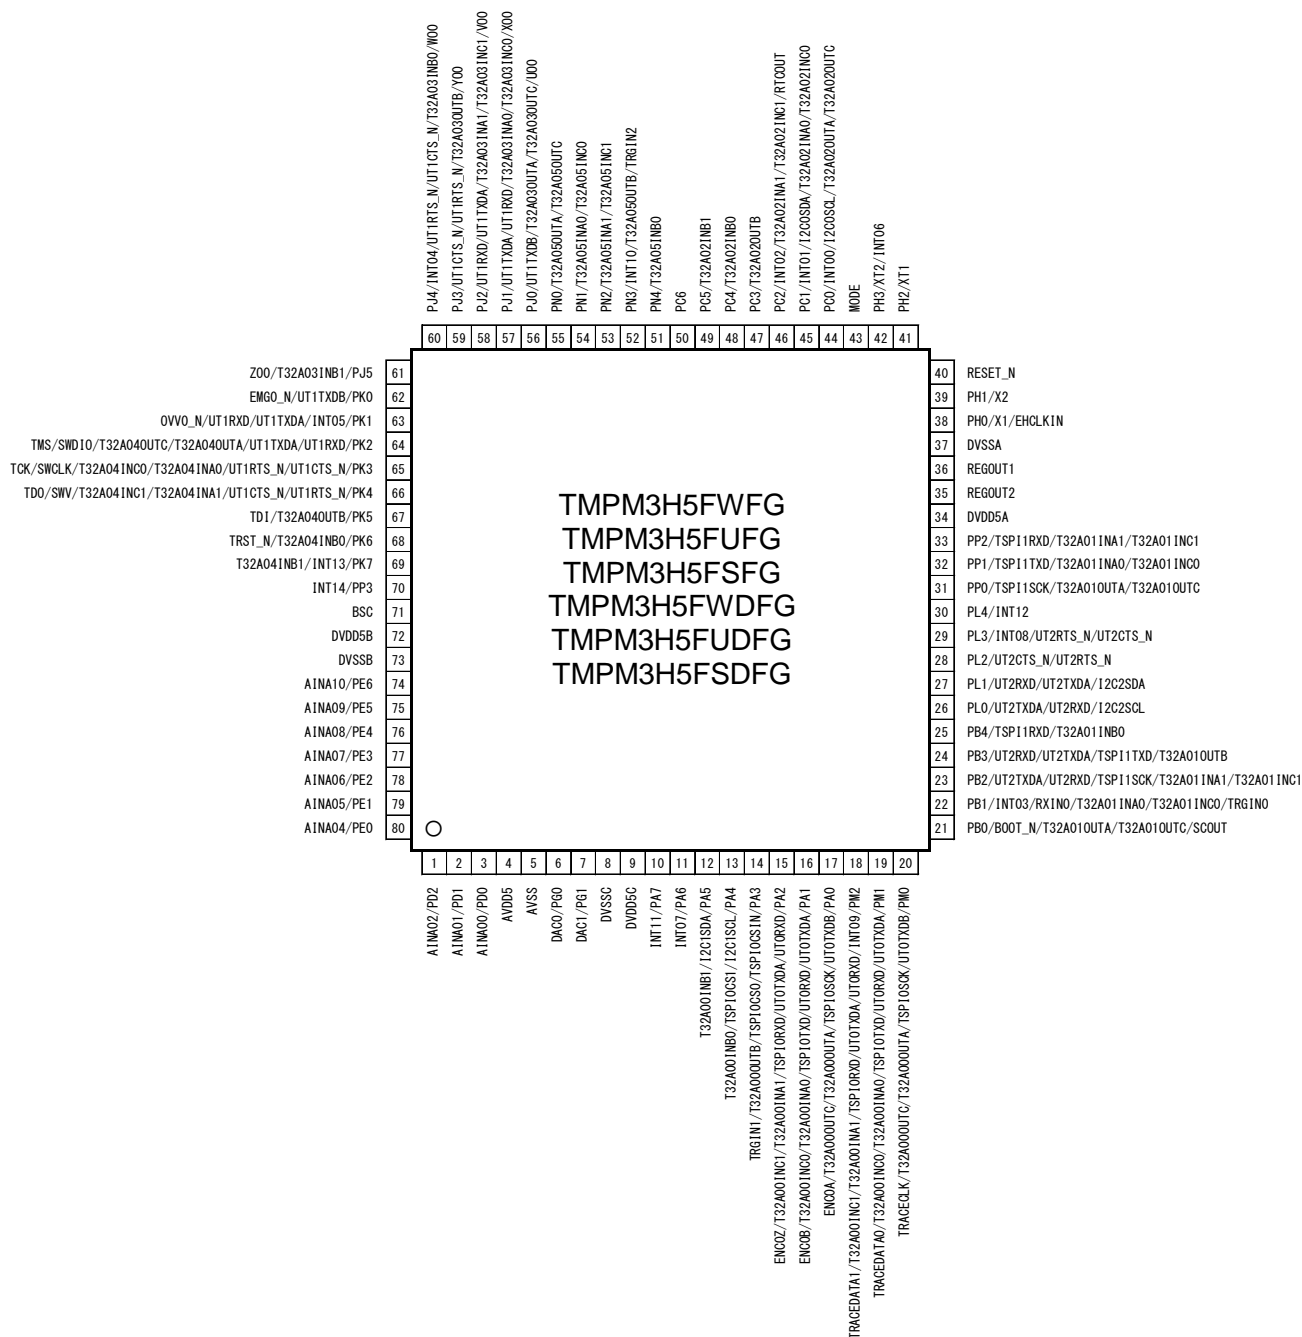 PJ4/INT04/UT1RTS_N/UT1CTS_N/T32A03INB0/WO0
PJ3/UT1CTS_N/UT1RTS_N/T32A03OUTB/YO0
PJ2/UT1RXD/UT1TXDA/T32A03INA1/T32A03INC1/VO0
PJ1/UT1TXDA/UT1RXD/T32A03INA0/T32A03INC0/XO0
PJ0/UT1TXDB/T32A03OUTA/T32A03OUTC/UO0
PN0/T32A05OUTA/T32A05OUTC
PN1/T32A05INA0/T32A05INC0
PN2/T32A05INA1/T32A05INC1
PN3/INT10/T32A05OUTB/TRGIN2
PN4/T32A05INB0
PC6
PC5/T32A02INB1
PC4/T32A02INB0
PC3/T32A02OUTB
PC2/INT02/T32A02INA1/T32A02INC1/RTCOUT
PC1/INT01/I2C0SDA/T32A02INA0/T32A02INC0
PC0/INT00/I2C0SCL/T32A02OUTA/T32A02OUTC
MODE
PH3/XT2/INT06
PH2/XT1
60 59 58 57 56 55 54 53 52 51 50 49 48 47 46 45 44 43 42 41
ZO0/T32A03INB1/PJ5 61
EMG0_N/UT1TXDB/PK0 62
OVV0_N/UT1RXD/UT1TXDA/INT05/PK1 63
TMS/SWDIO/T32A04OUTC/T32A04OUTA/UT1TXDA/UT1RXD/PK2 64
TCK/SWCLK/T32A04INC0/T32A04INA0/UT1RTS_N/UT1CTS_N/PK3 65
TDO/SWV/T32A04INC1/T32A04INA1/UT1CTS_N/UT1RTS_N/PK4 66
TDI/T32A04OUTB/PK5 67
TRST_N/T32A04INB0/PK6 68
T32A04INB1/INT13/PK7 69
INT14/PP3 70
BSC 71
DVDD5B 72
DVSSB 73
AINA10/PE6 74
AINA09/PE5 75
AINA08/PE4 76
AINA07/PE3 77
AINA06/PE2 78
AINA05/PE1 79
AINA04/PE0 80
TMPM3H5FWFG
TMPM3H5FUFG
TMPM3H5FSFG
TMPM3H5FWDFG
TMPM3H5FUDFG
TMPM3H5FSDFG
40 RESET_N
39 PH1/X2
38 PH0/X1/EHCLKIN
37 DVSSA
36 REGOUT1
35 REGOUT2
34 DVDD5A
33 PP2/TSPI1RXD/T32A01INA1/T32A01INC1
32 PP1/TSPI1TXD/T32A01INA0/T32A01INC0
31 PP0/TSPI1SCK/T32A01OUTA/T32A01OUTC
30 PL4/INT12
29 PL3/INT08/UT2RTS_N/UT2CTS_N
28 PL2/UT2CTS_N/UT2RTS_N
27 PL1/UT2RXD/UT2TXDA/I2C2SDA
26 PL0/UT2TXDA/UT2RXD/I2C2SCL
25 PB4/TSPI1RXD/T32A01INB0
24 PB3/UT2RXD/UT2TXDA/TSPI1TXD/T32A01OUTB
23 PB2/UT2TXDA/UT2RXD/TSPI1SCK/T32A01INA1/T32A01INC1
22 PB1/INT03/RXIN0/T32A01INA0/T32A01INC0/TRGIN0
21 PB0/BOOT_N/T32A01OUTA/T32A01OUTC/SCOUT
1 2 3 4 5 6 7 8 9 10 11 12 13 14 15 16 17 18 19 20
AINA02/PD2
AINA01/PD1
AINA00/PD0
AVDD5
AVSS
DAC0/PG0
DAC1/PG1
DVSSC
DVDD5C
INT11/PA7
INT07/PA6
T32A00INB1/I2C1SDA/PA5
T32A00INB0/TSPI0CS1/I2C1SCL/PA4
TRGIN1/T32A00OUTB/TSPI0CS0/TSPI0CSIN/PA3
ENC0Z/T32A00INC1/T32A00INA1/TSPI0RXD/UT0TXDA/UT0RXD/PA2
ENC0B/T32A00INC0/T32A00INA0/TSPI0TXD/UT0RXD/UT0TXDA/PA1
ENC0A/T32A00OUTC/T32A00OUTA/TSPI0SCK/UT0TXDB/PA0
TRACEDATA1/T32A00INC1/T32A00INA1/TSPI0RXD/UT0TXDA/UT0RXD/INT09/PM2
TRACEDATA0/T32A00INC0/T32A00INA0/TSPI0TXD/UT0RXD/UT0TXDA/PM1
TRACECLK/T32A00OUTC/T32A00OUTA/TSPI0SCK/UT0TXDB/PM0